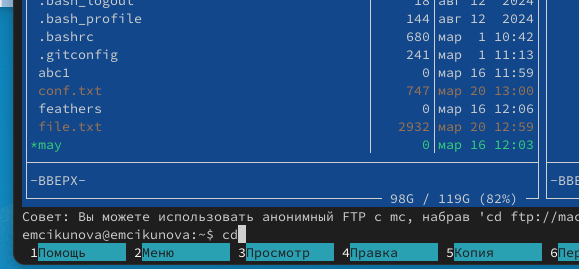 .bash_logout 18 авг 12 2024
.bash_profile 144 авг 12 2024
.bashrc 680 мар 1 10:42
.gitconfig 241 мар 1 11:13
abc1 0 мар 16 11:59
conf.txt 747 мар 20 13:00
feathers 0 мар 16 12:06
file.txt 2932 мар 20 12:59
*may 0 мар 16 12:03
-ВВЕРХ- -ВВЕ
98G / 119G (82%)
Совет: Вы можете использовать анонимный FTP с mc, набрав 'cd ftp://mac
emcikunova@emcikunova:~$ cd
1Помощь 2Меню 3Просмотр 4Правка 5Копия 6Пер